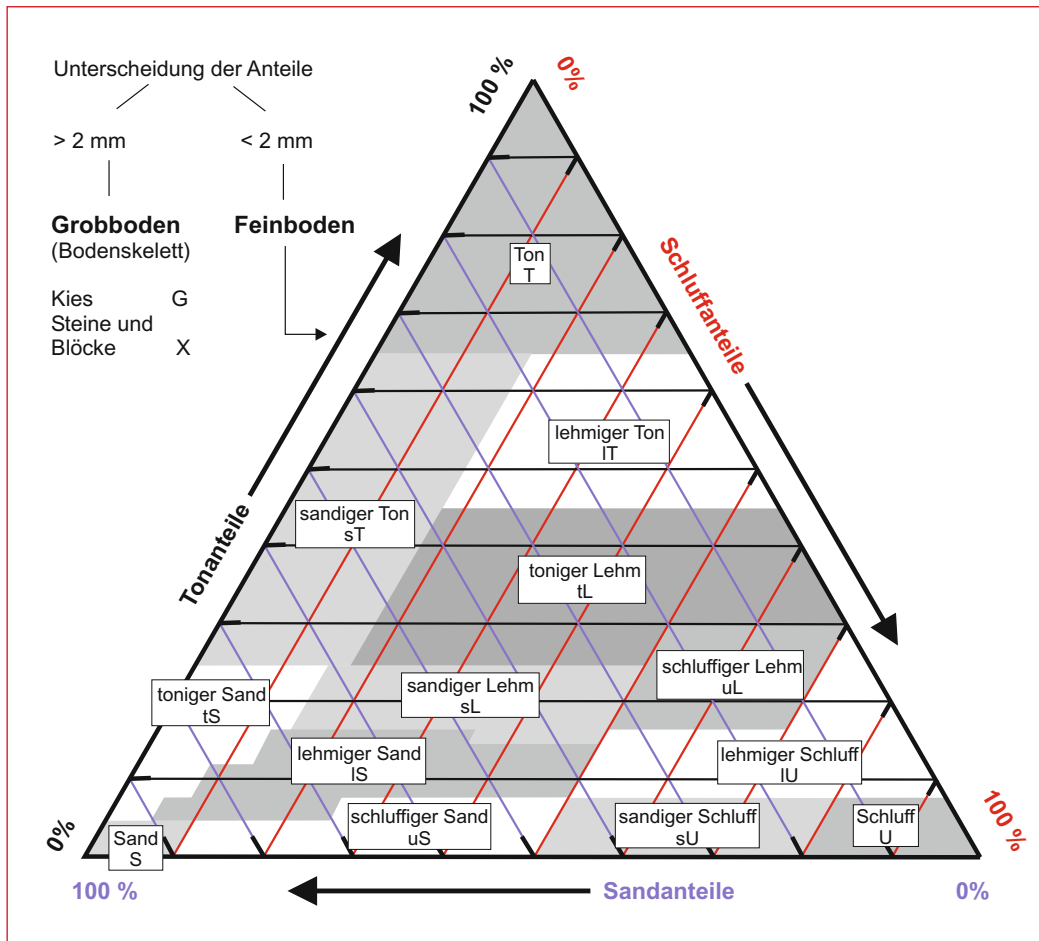 Unterscheidung der Anteile
> 2 mm
< 2 mm
Grobboden
(Bodenskelett)
Feinboden
Kies G
Steine und
Blöcke X
100 %
0%
Tonanteile
Schluffanteile
Ton
T
lehmiger Ton
lT
sandiger Ton
sT
toniger Lehm
tL
schluffiger Lehm
uL
toniger Sand
tS
sandiger Lehm
sL
lehmiger Sand
lS
lehmiger Schluff
lU
schluffiger Sand
uS
sandiger Schluff
sU
Schluff
U
Sand
S
0%
100 %
100 %
Sandanteile
0%